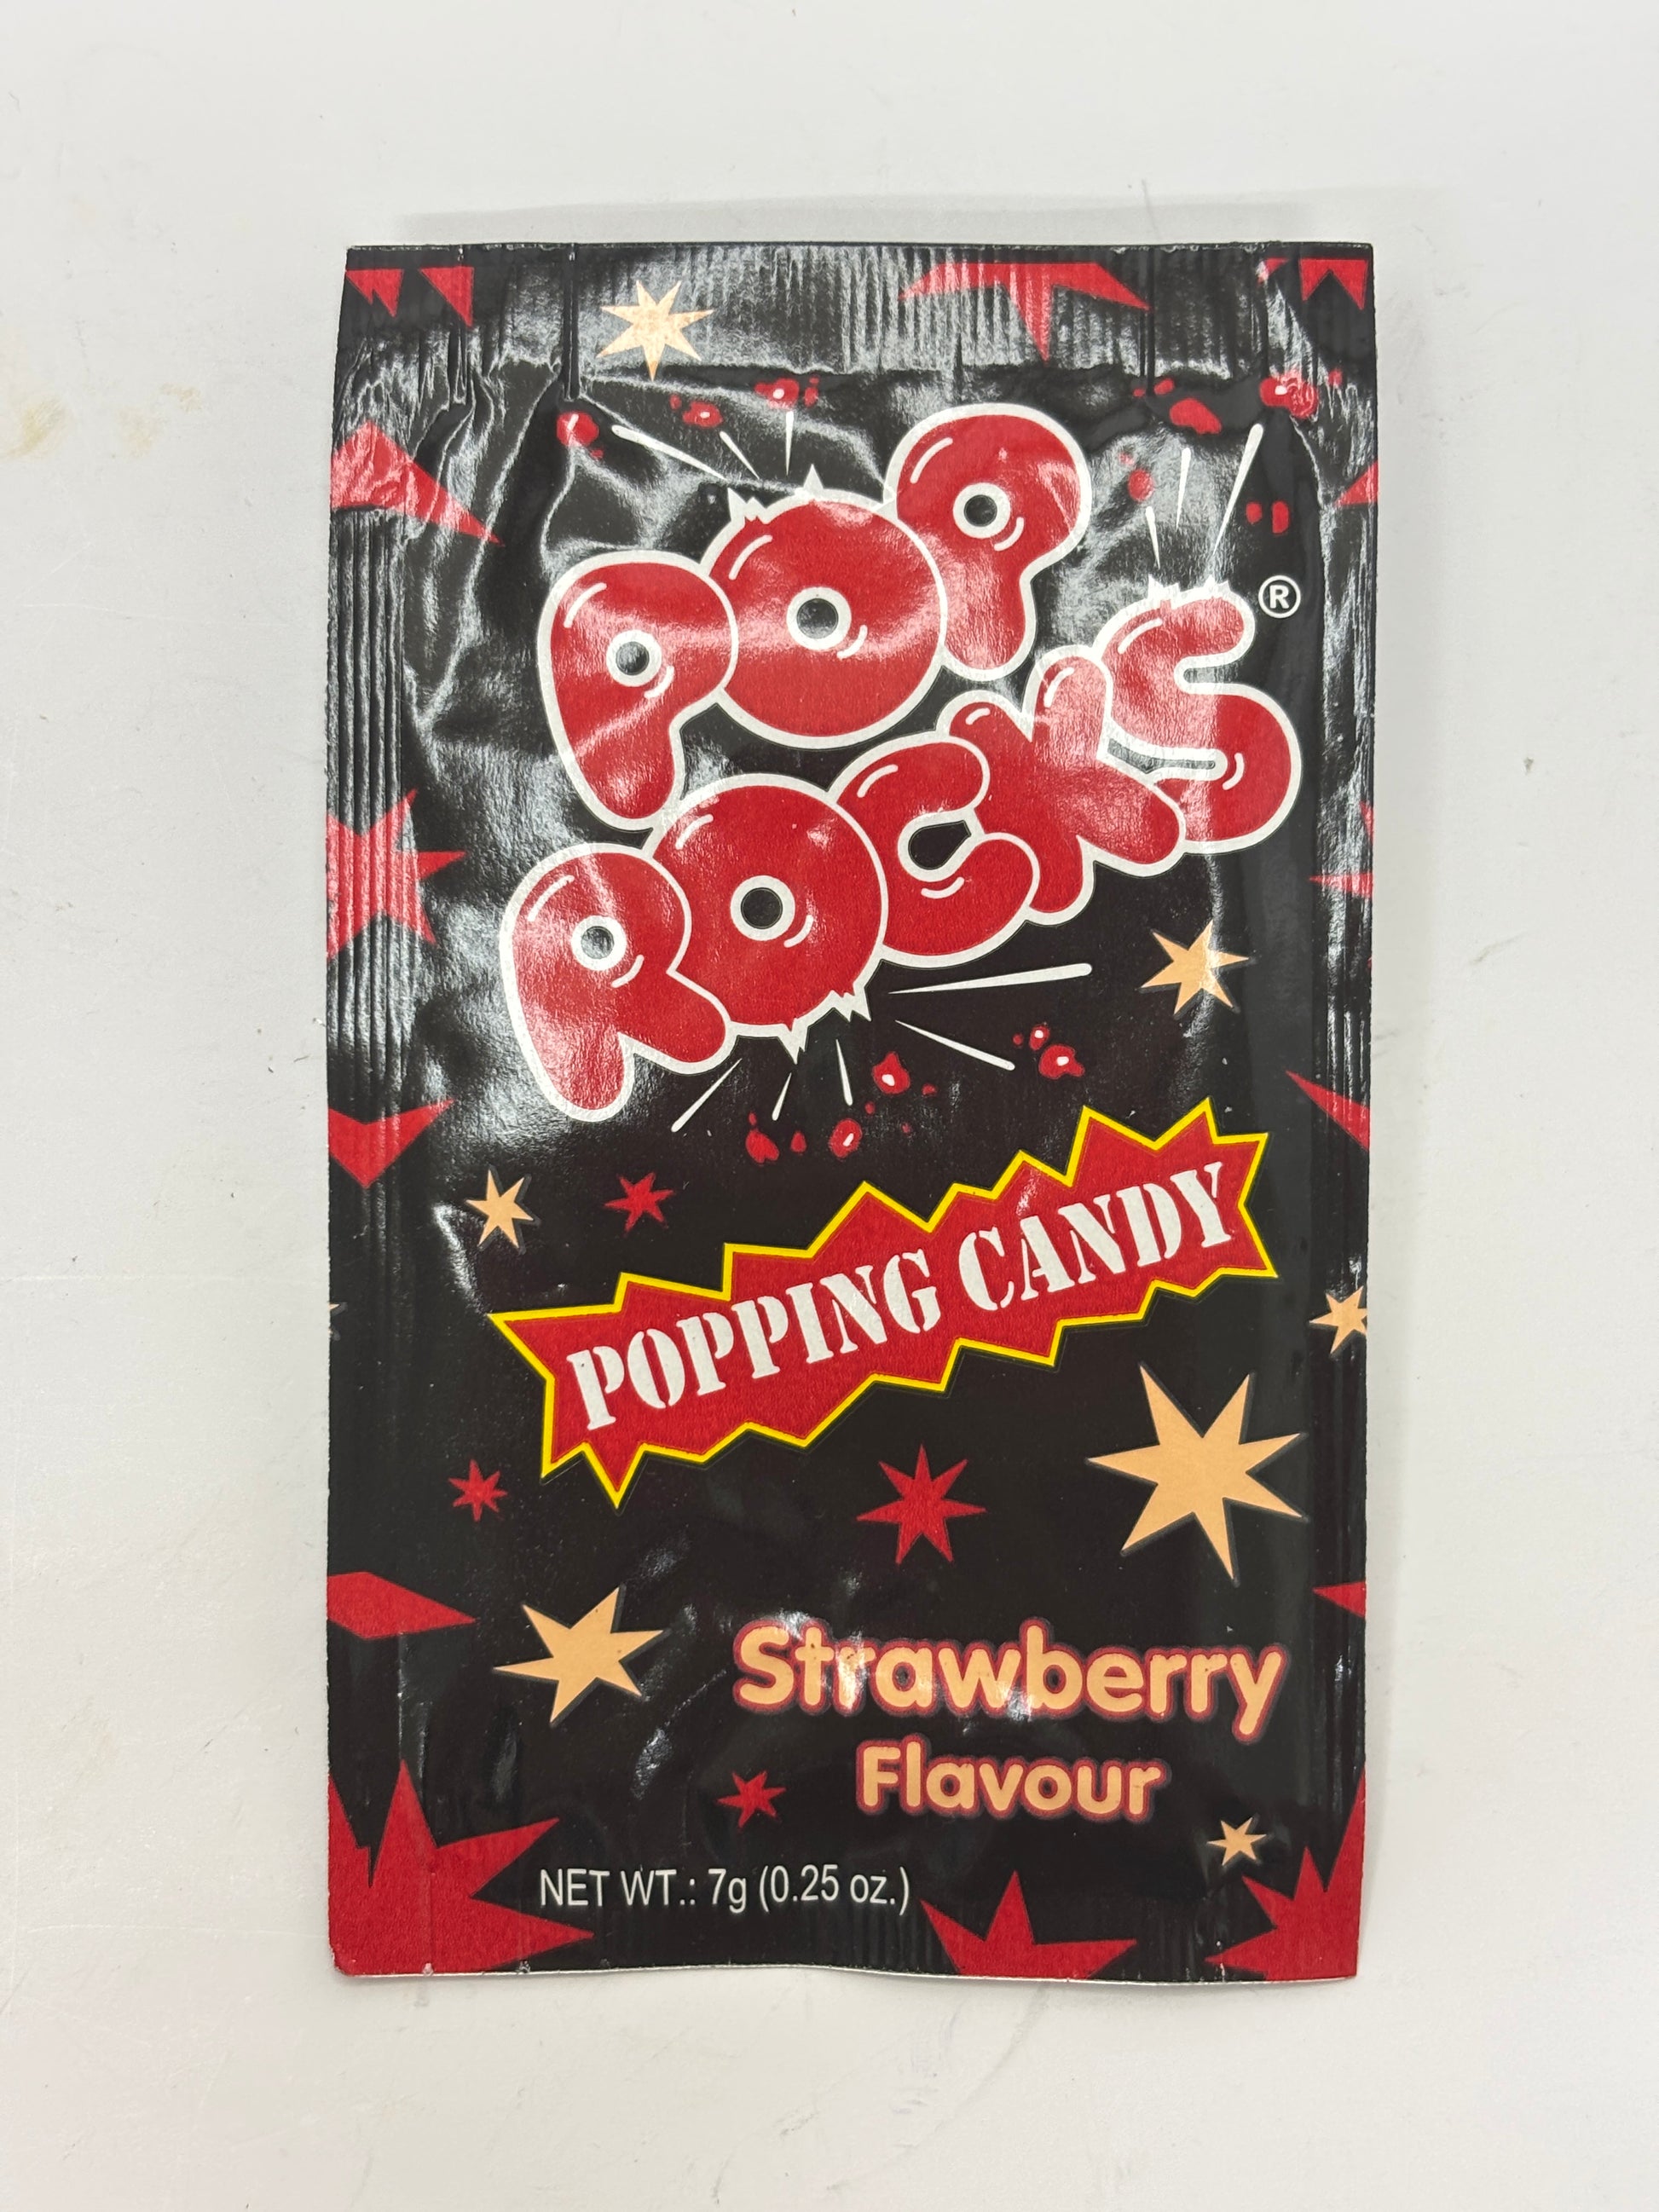 POP
ROCKS®
POPPING CANDY
Strawberry
Flavour
NET WT.: 7g (0.25 oz.)